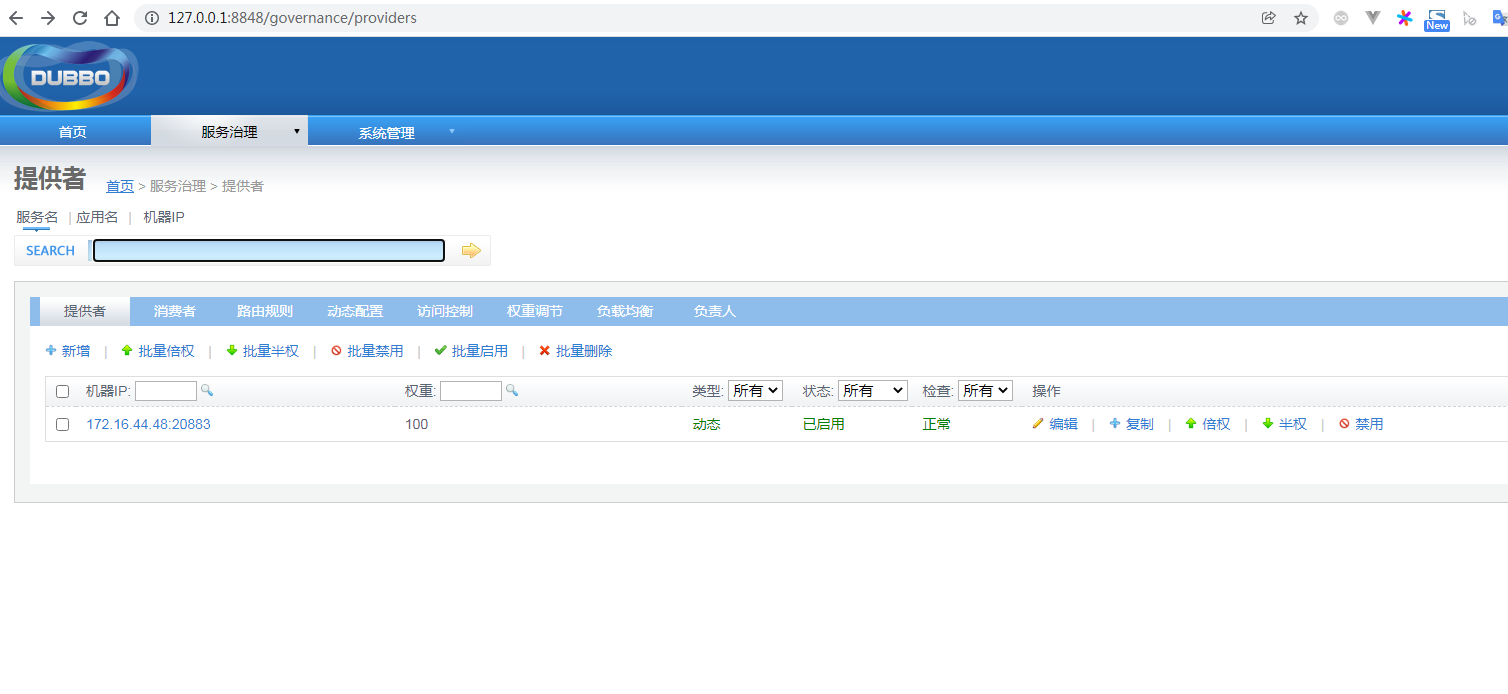 127.0.0.1:8848/governance/providers
New
DUBBO
首页 服务治理 系统管理
提供者 首页 > 服务治理 > 提供者
服务名 | 应用名 | 机器IP
SEARCH
提供者 消费者 路由规则 动态配置 访问控制 权重调节 负载均衡 负责人
新增 | 批量倍权 | 批量半权 | 批量禁用 | 批量启用 | 批量删除
机器IP: 权重: 类型: 所有 状态: 所有 检查: 所有 操作
172.16.44.48:20883 100 动态 已启用 正常 编辑 | 复制 | 倍权 | 半权 | 禁用